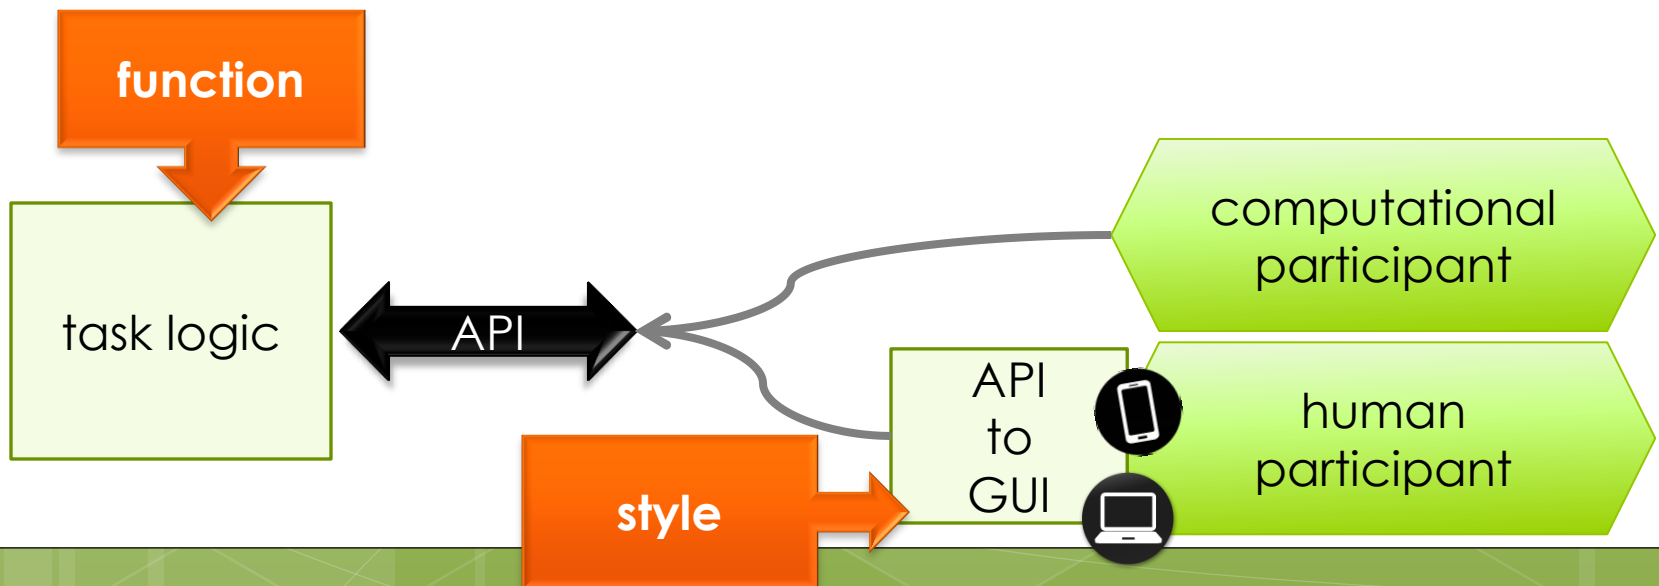 function
task logic
API
computational
participant
API
to
GUI
human
participant
style